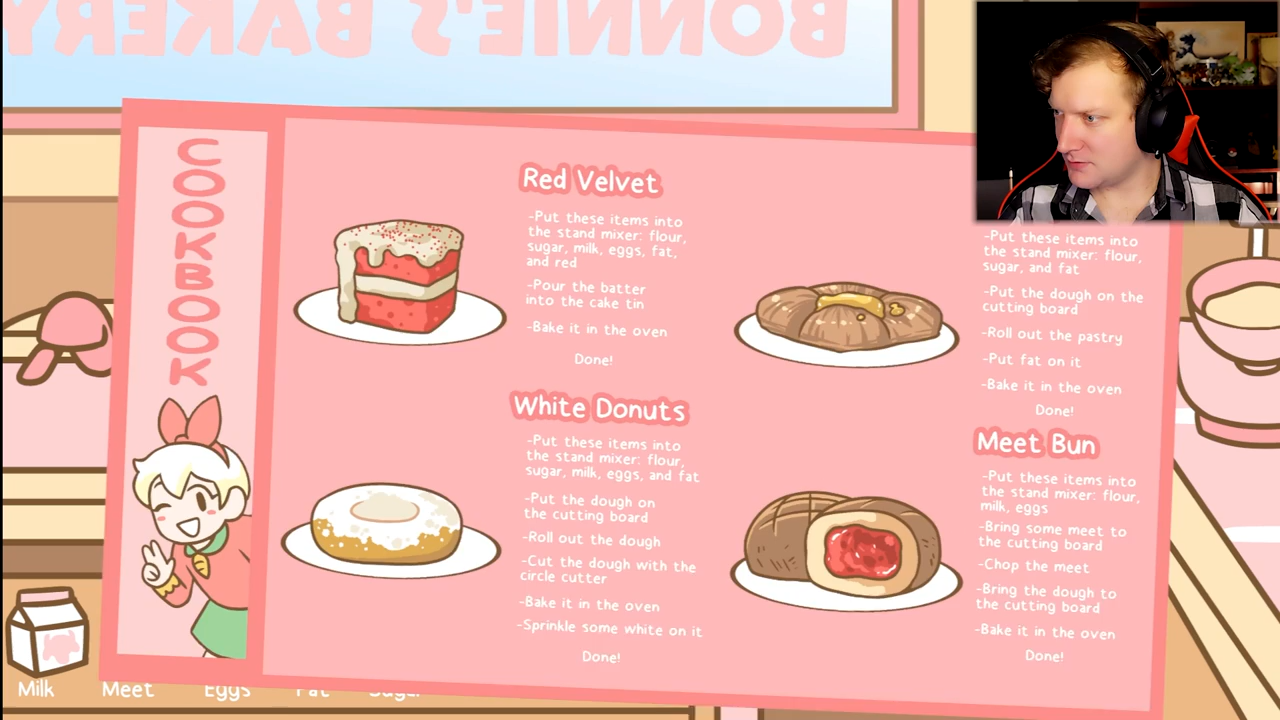 BONNIE'S BAKERY
COOKBOOK
Red Velvet
-Put these items into
the stand mixer: flour,
sugar, milk, eggs, fat,
and red
-Pour the batter
into the cake tin
-Bake it in the oven
Done!
White Donuts
-Put these items into
the stand mixer: flour,
sugar, milk, eggs, and fat
-Put the dough on
the cutting board
-Roll out the dough
-Cut the dough with the
circle cutter
-Bake it in the oven
-Sprinkle some white on it
Done!
-Put these items into
the stand mixer: flour,
sugar, and fat
-Put the dough on the
cutting board
-Roll out the pastry
-Put fat on it
-Bake it in the oven
Done!
Meet Bun
-Put these items into
the stand mixer: flour,
milk, eggs
-Bring some meet to
the cutting board
-Chop the meet
-Bring the dough to
the cutting board
-Bake it in the oven
Done!
Milk Meet Eggs Fat Sugar